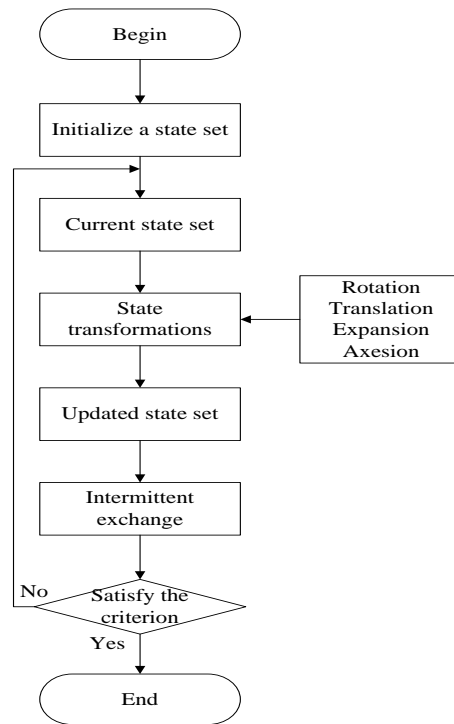 Begin
Initialize a state set
Current state set
State
transformations
Rotation
Translation
Expansion
Axesion
Updated state set
Intermittent
exchange
Satisfy the
criterion
No
Yes
End